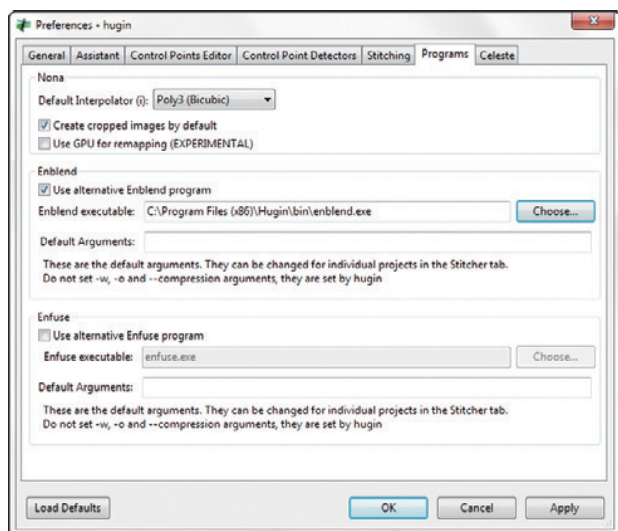 Preferences - hugin
General Assistant Control Points Editor Control Point Detectors Stitching Programs Celeste
Nona
Default Interpolator (i): Poly3 (Bicubic)
Create cropped images by default
Use GPU for remapping (EXPERIMENTAL)
Enblend
Use alternative Enblend program
Enblend executable: C:\Program Files (x86)\Hugin\bin\enblend.exe Choose...
Default Arguments:
These are the default arguments. They can be changed for individual projects in the Stitcher tab.
Do not set -w, -o and --compression arguments, they are set by hugin
Enfuse
Use alternative Enfuse program
Enfuse executable: enfuse.exe Choose...
Default Arguments:
These are the default arguments. They can be changed for individual projects in the Stitcher tab.
Do not set -w, -o and --compression arguments, they are set by hugin
Load Defaults OK Cancel Apply